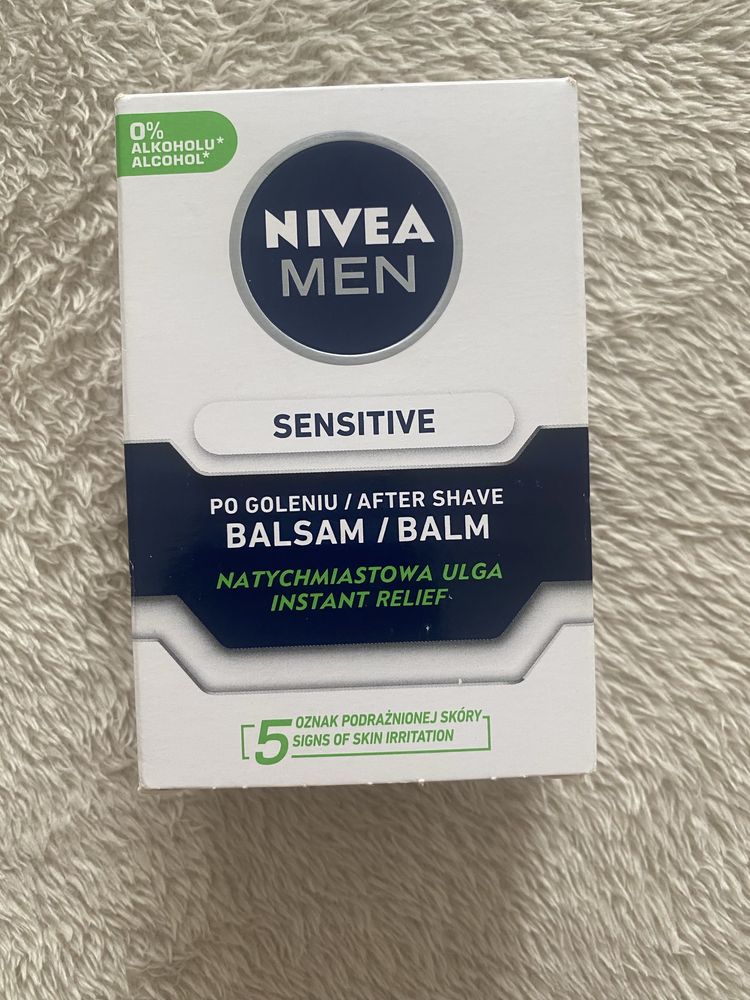 0%
ALKOHOLU*
ALCOHOL*
NIVEA
MEN
SENSITIVE
PO GOLENIU / AFTER SHAVE
BALSAM / BALM
NATYCHMIASTOWA ULGA
INSTANT RELIEF
5 OZNAK PODRAŻNIONEJ SKÓRY
SIGNS OF SKIN IRRITATION